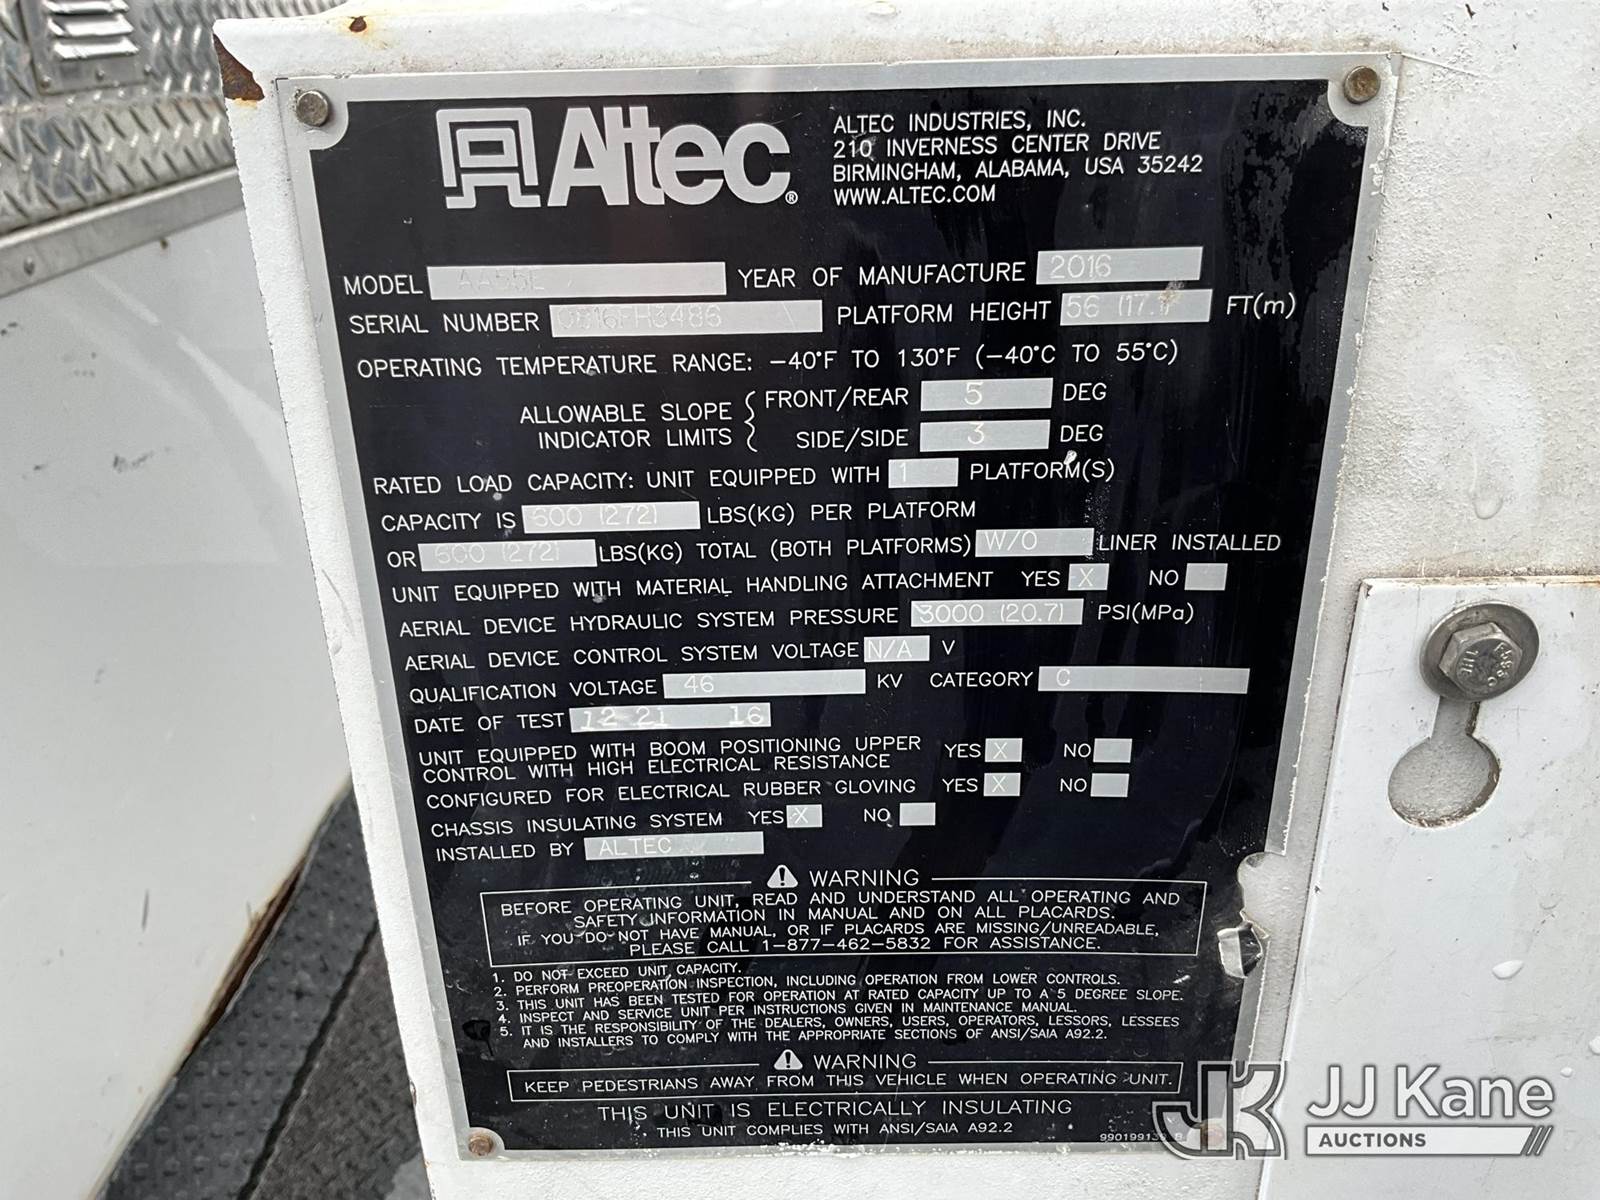 Altec®
ALTEC INDUSTRIES, INC.
210 INVERNESS CENTER DRIVE
BIRMINGHAM, ALABAMA, USA 35242
WWW.ALTEC.COM
MODEL AA55E YEAR OF MANUFACTURE 2016
SERIAL NUMBER 0816FH3486 PLATFORM HEIGHT 56 (17.1) FT(m)
OPERATING TEMPERATURE RANGE: -40°F TO 130°F (-40°C TO 55°C)
ALLOWABLE SLOPE INDICATOR LIMITS
FRONT/REAR 5 DEG
SIDE/SIDE 3 DEG
RATED LOAD CAPACITY: UNIT EQUIPPED WITH 1 PLATFORM(S)
CAPACITY IS 600 (272) LBS(KG) PER PLATFORM
OR 600 (272) LBS(KG) TOTAL (BOTH PLATFORMS) W/O LINER INSTALLED
UNIT EQUIPPED WITH MATERIAL HANDLING ATTACHMENT YES X NO
AERIAL DEVICE HYDRAULIC SYSTEM PRESSURE 3000 (20.7) PSI(MPa)
AERIAL DEVICE CONTROL SYSTEM VOLTAGE N/A V
QUALIFICATION VOLTAGE 46 KV CATEGORY C
DATE OF TEST 12 21 16
UNIT EQUIPPED WITH BOOM POSITIONING UPPER
CONTROL WITH HIGH ELECTRICAL RESISTANCE YES X NO
CONFIGURED FOR ELECTRICAL RUBBER GLOVING YES X NO
CHASSIS INSULATING SYSTEM YES X NO
INSTALLED BY ALTEC
WARNING
BEFORE OPERATING UNIT, READ AND UNDERSTAND ALL OPERATING AND
SAFETY INFORMATION IN MANUAL AND ON ALL PLACARDS.
IF YOU DO NOT HAVE MANUAL, OR IF PLACARDS ARE MISSING/UNREADABLE,
PLEASE CALL 1-877-462-5832 FOR ASSISTANCE.
1. DO NOT EXCEED UNIT CAPACITY.
2. PERFORM PREOPERATION INSPECTION, INCLUDING OPERATION FROM LOWER CONTROLS.
3. THIS UNIT HAS BEEN TESTED FOR OPERATION AT RATED CAPACITY UP TO A 5 DEGREE SLOPE.
4. INSPECT AND SERVICE UNIT PER INSTRUCTIONS GIVEN IN MAINTENANCE MANUAL.
5. IT IS THE RESPONSIBILITY OF THE DEALERS, OWNERS, USERS, OPERATORS, LESSORS, LESSEES
AND INSTALLERS TO COMPLY WITH THE APPROPRIATE SECTIONS OF ANSI/SAIA A92.2.
WARNING
KEEP PEDESTRIANS AWAY FROM THIS VEHICLE WHEN OPERATING UNIT.
THIS UNIT IS ELECTRICALLY INSULATING
THIS UNIT COMPLIES WITH ANSI/SAIA A92.2
JK JJ Kane
AUCTIONS